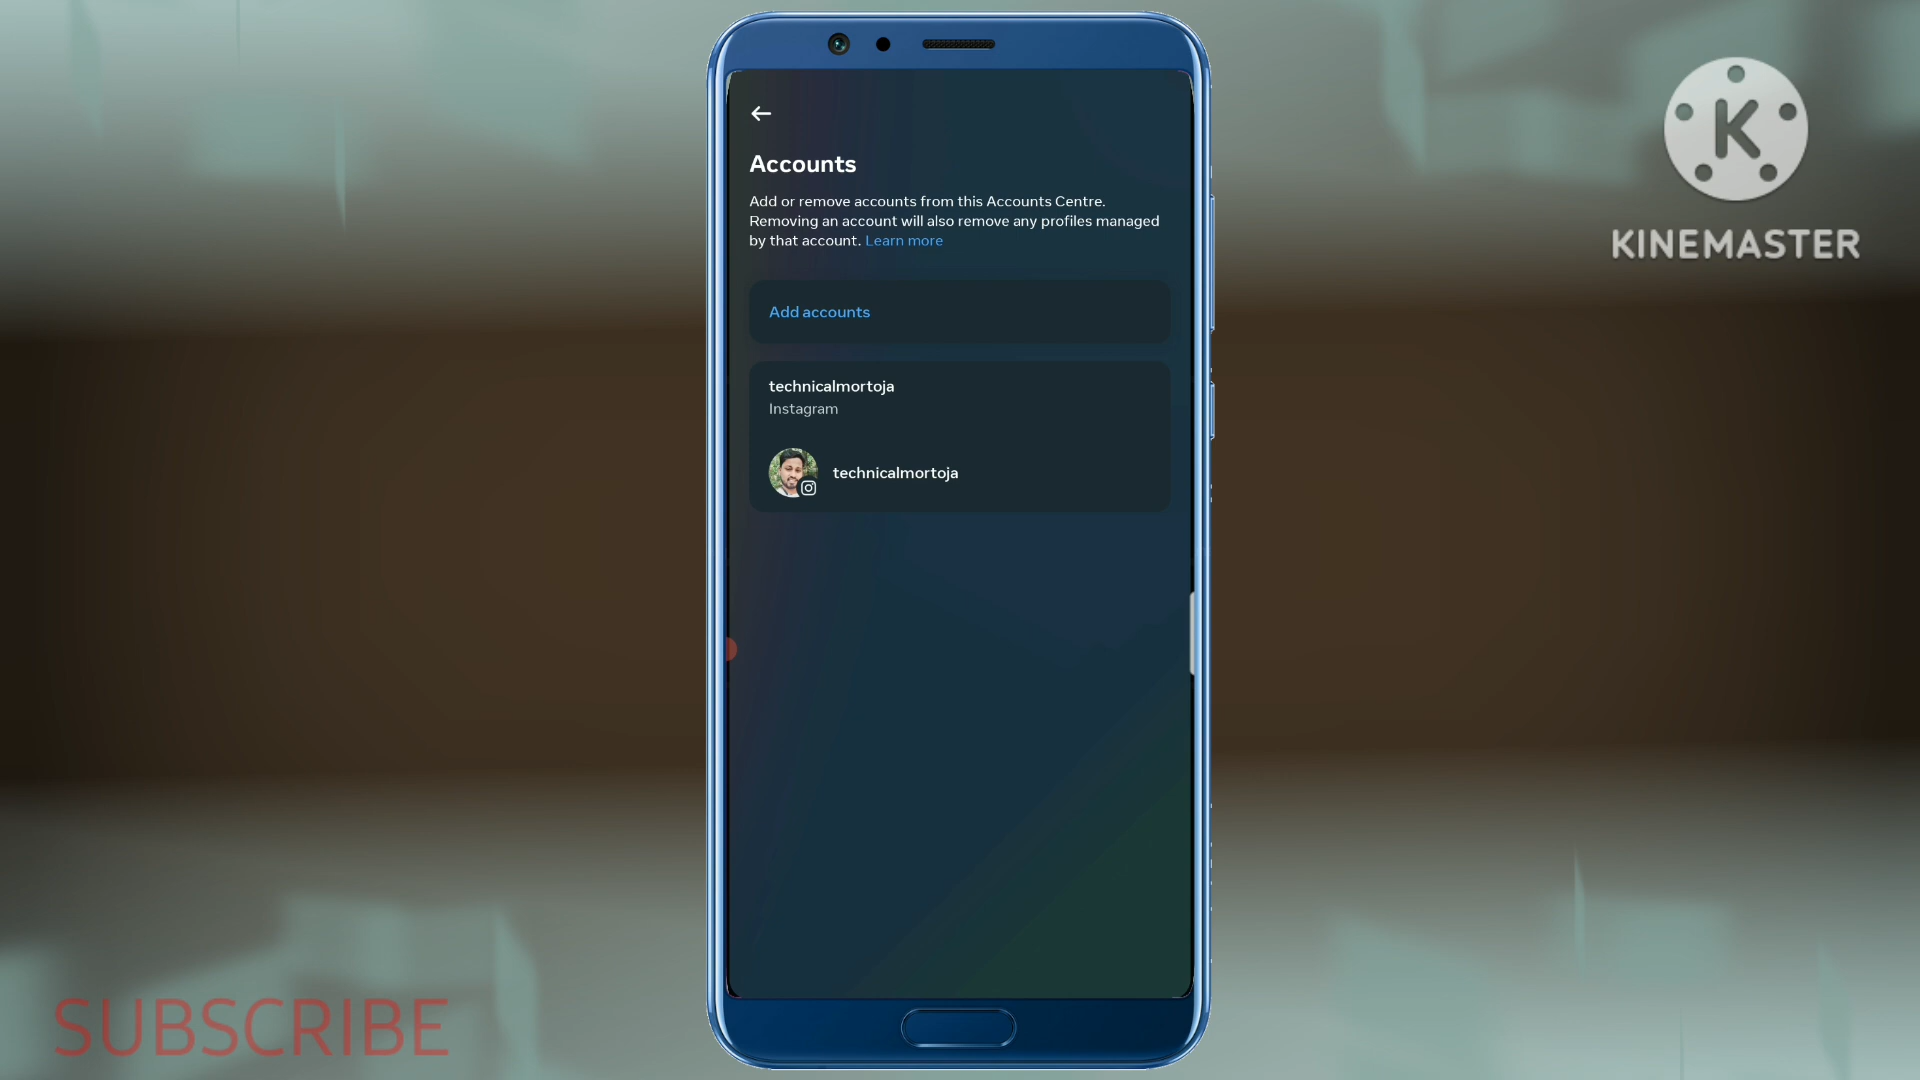 Accounts
Add or remove accounts from this Accounts Centre.
Removing an account will also remove any profiles managed
by that account. Learn more
Add accounts
technicalmortoja
Instagram
technicalmortoja
K
KINEMASTER
SUBSCRIBE